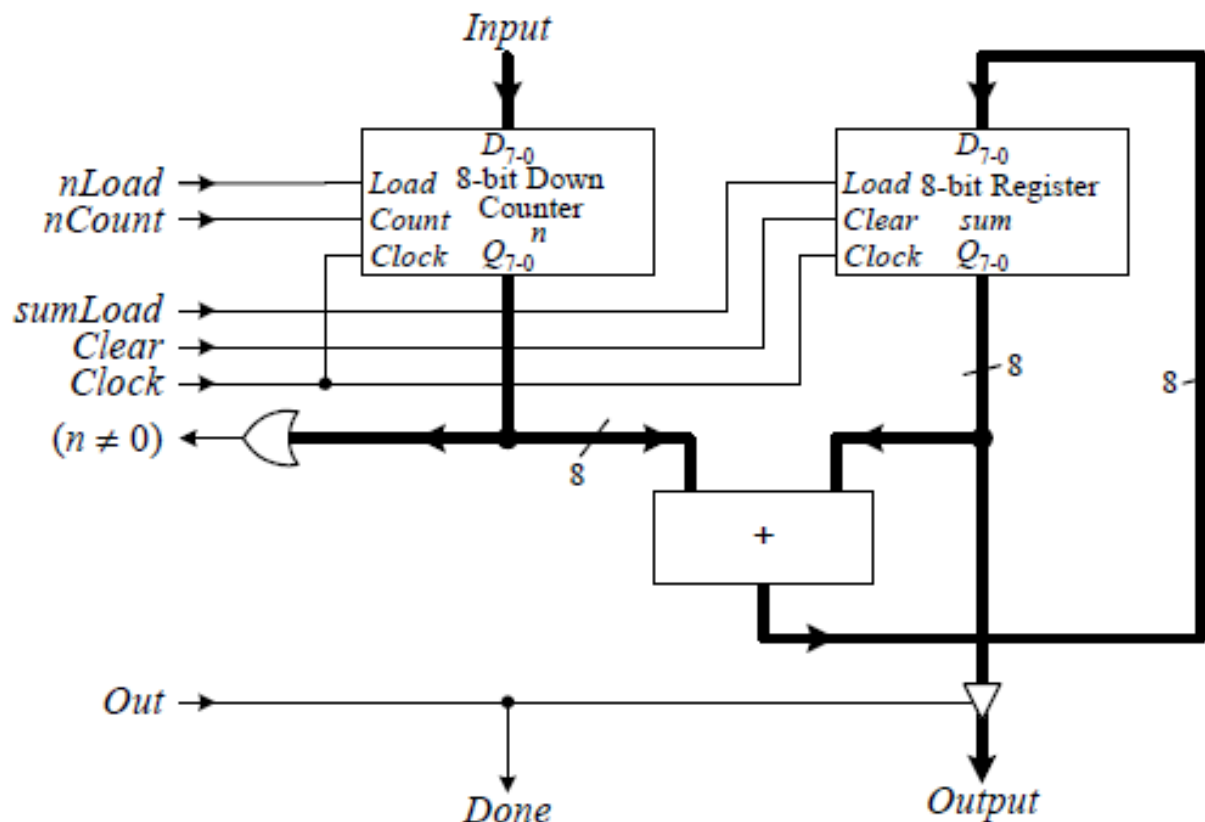 Input
D7-0
nLoad
Load
8-bit Down
Counter
n
nCount
Count
Clock
Q7-0
D7-0
Load
8-bit Register
Clear
sum
Clock
Q7-0
sumLoad
Clear
Clock
8
8
(n ≠ 0)
8
+
Out
Done
Output